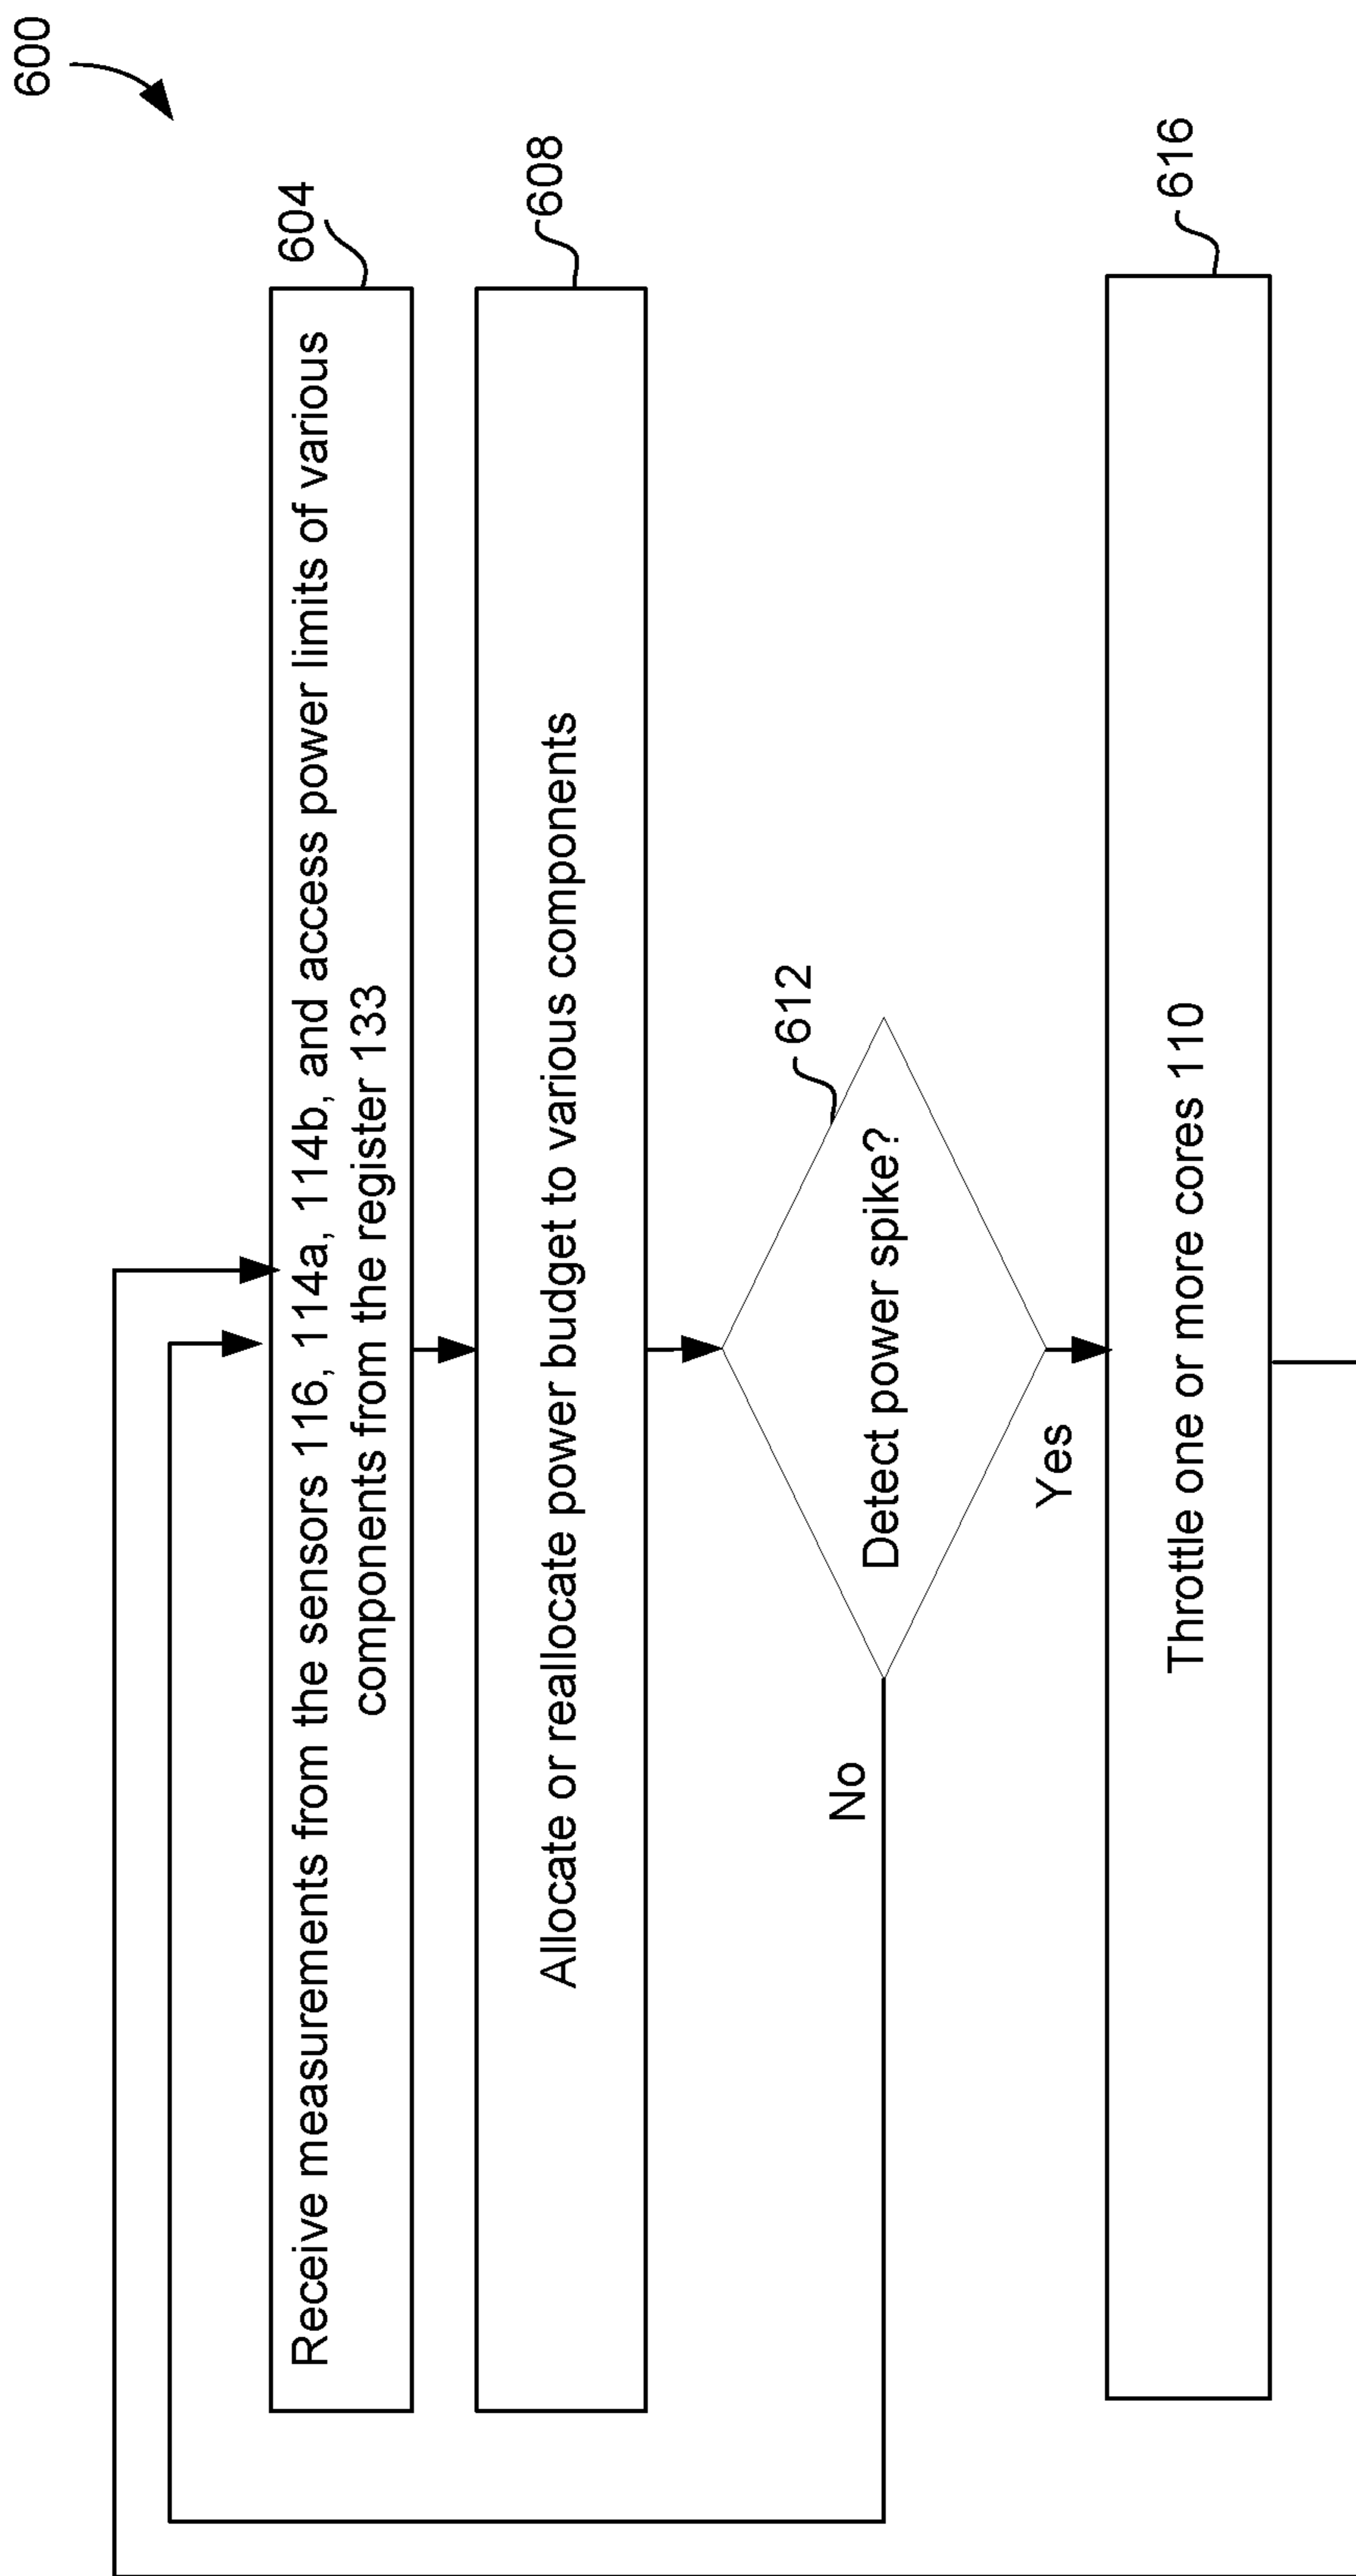 600
604
Receive measurements from the sensors 116, 114a, 114b, and access power limits of various
components from the register 133
608
Allocate or reallocate power budget to various components
612
Detect power spike?
No
Yes
616
Throttle one or more cores 110